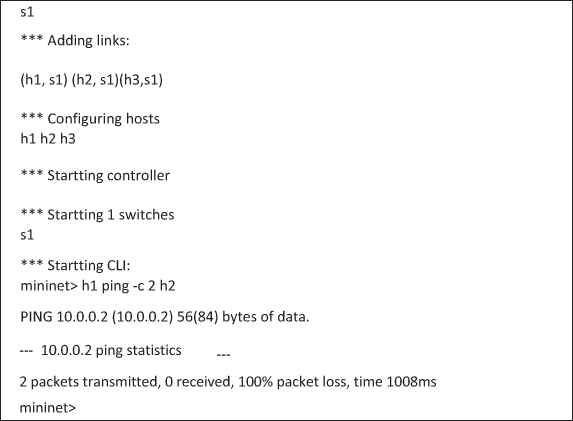 s1
*** Adding links:
(h1, s1) (h2, s1)(h3,s1)
*** Configuring hosts
h1 h2 h3
*** Startting controller
*** Startting 1 switches
s1
*** Startting CLI:
mininet> h1 ping -c 2 h2
PING 10.0.0.2 (10.0.0.2) 56(84) bytes of data.
--- 10.0.0.2 ping statistics ---
2 packets transmitted, 0 received, 100% packet loss, time 1008ms
mininet>